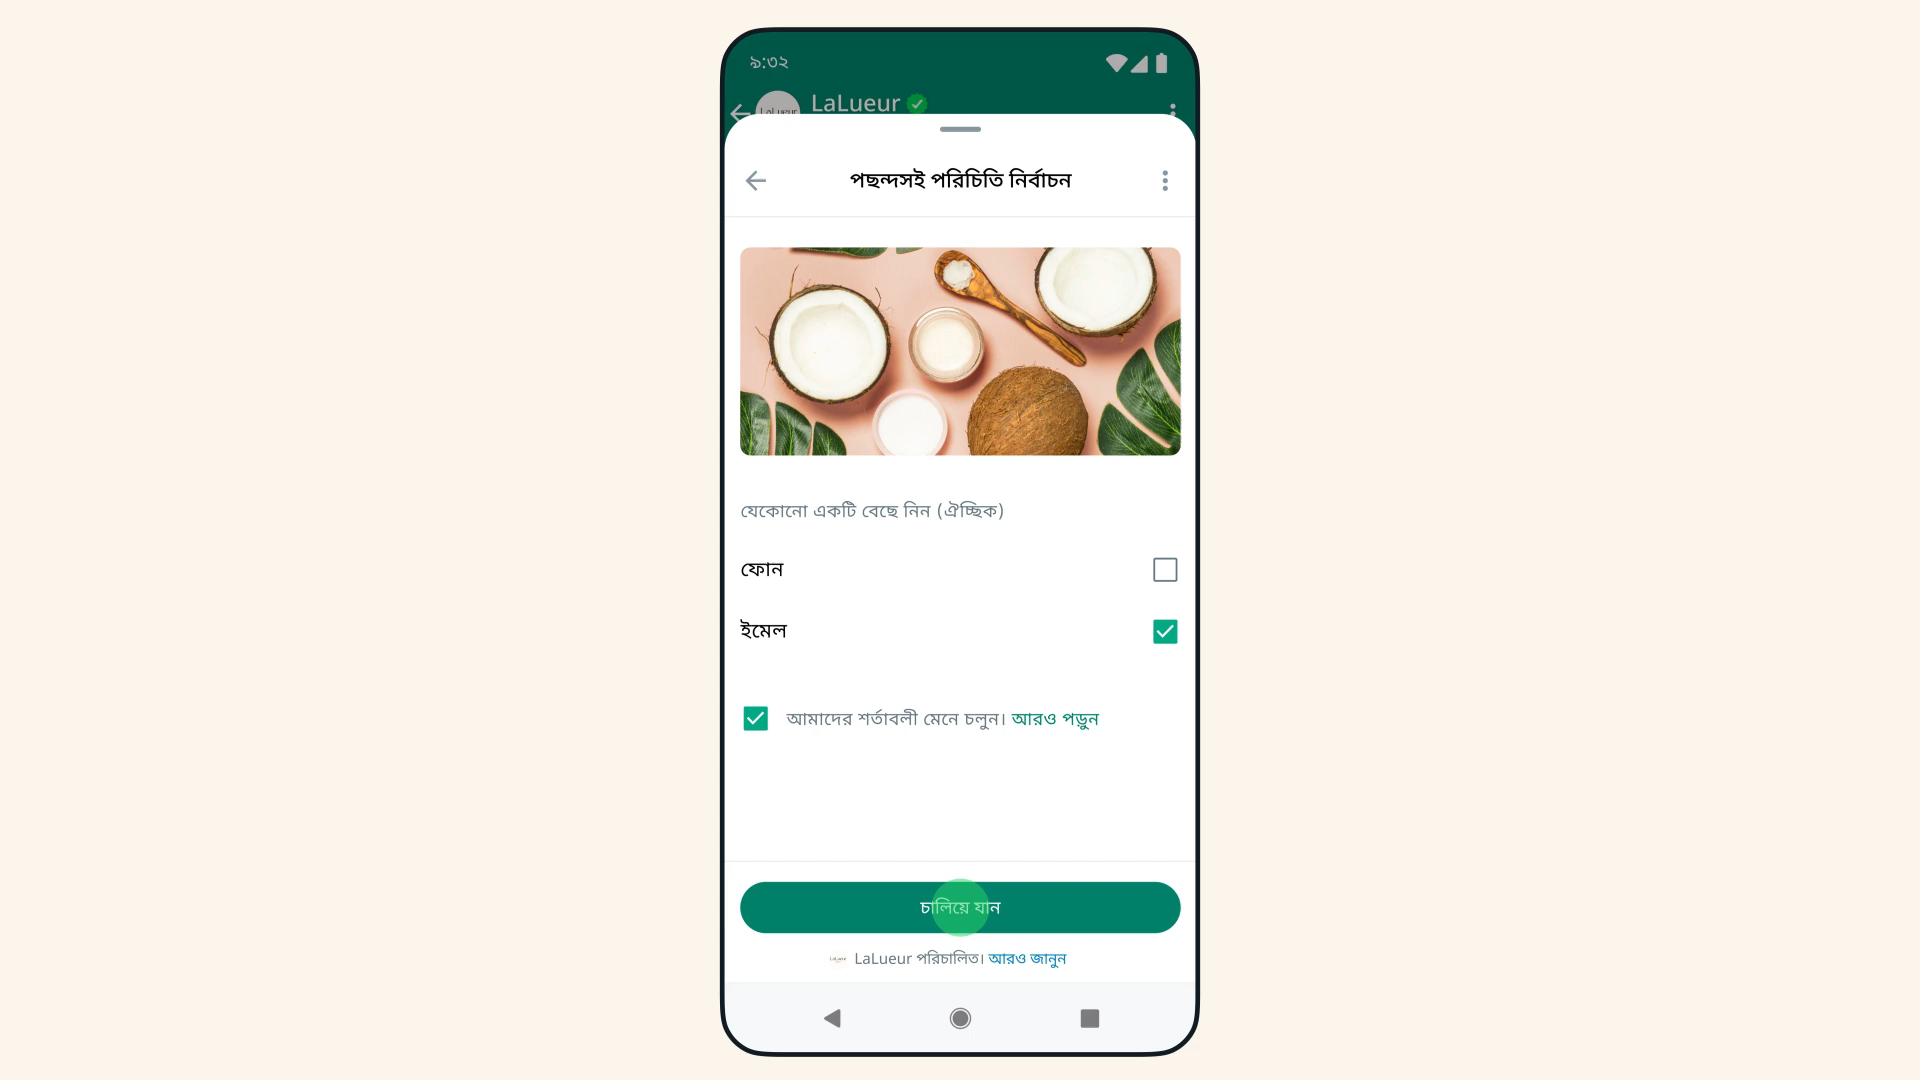 ৯:৩২
LaLueur
LaLueur
পছন্দসই পরিচিতি নির্বাচন
যেকোনো একটি বেছে নিন (ঐচ্ছিক)
ফোন
ইমেল
আমাদের শর্তাবলী মেনে চলুন। আরও পড়ুন
চালিয়ে যান
LaLueur পরিচালিত। আরও জানুন